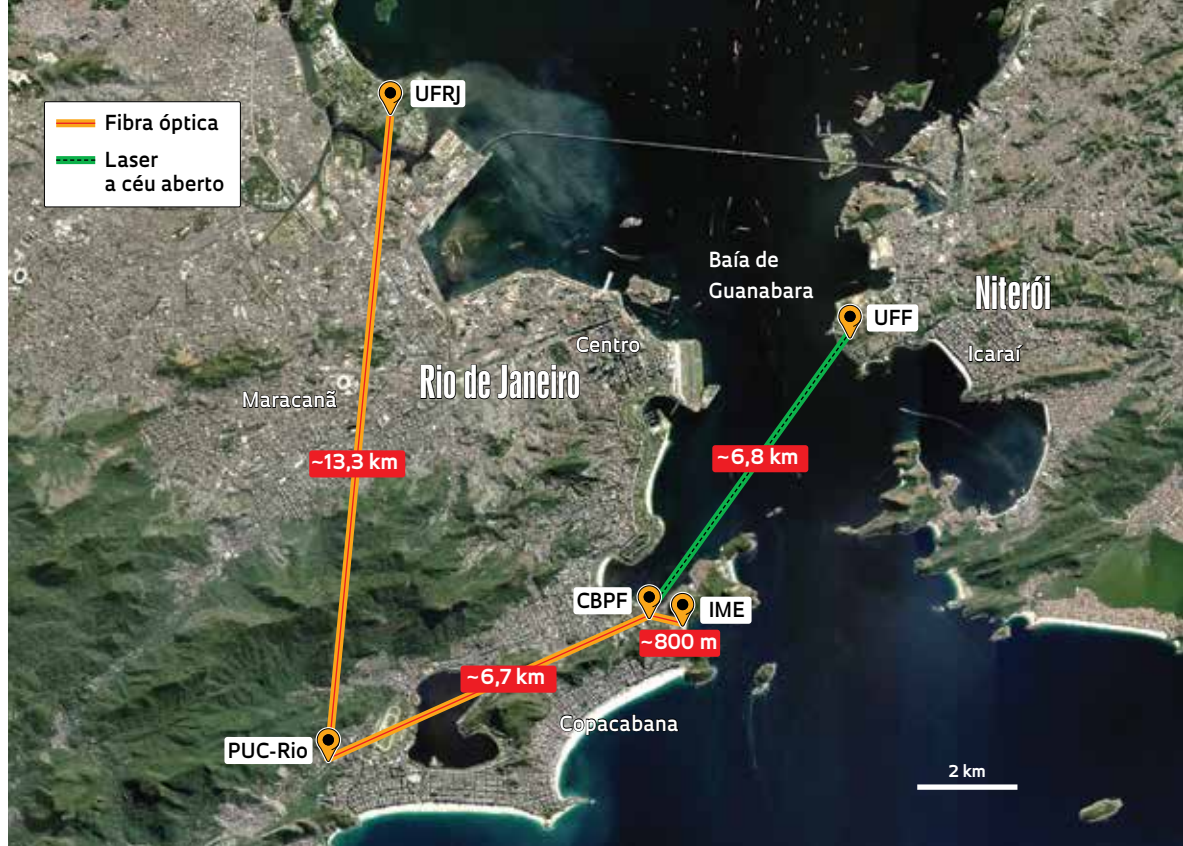 UFRJ
Fibra óptica
Laser
a céu aberto
Baía de
Guanabara
Niterói
UFF
Icaraí
Centro
Rio de Janeiro
Maracanã
~13,3 km
~6,8 km
CBPF
IME
~800 m
~6,7 km
Copacabana
PUC-Rio
2 km